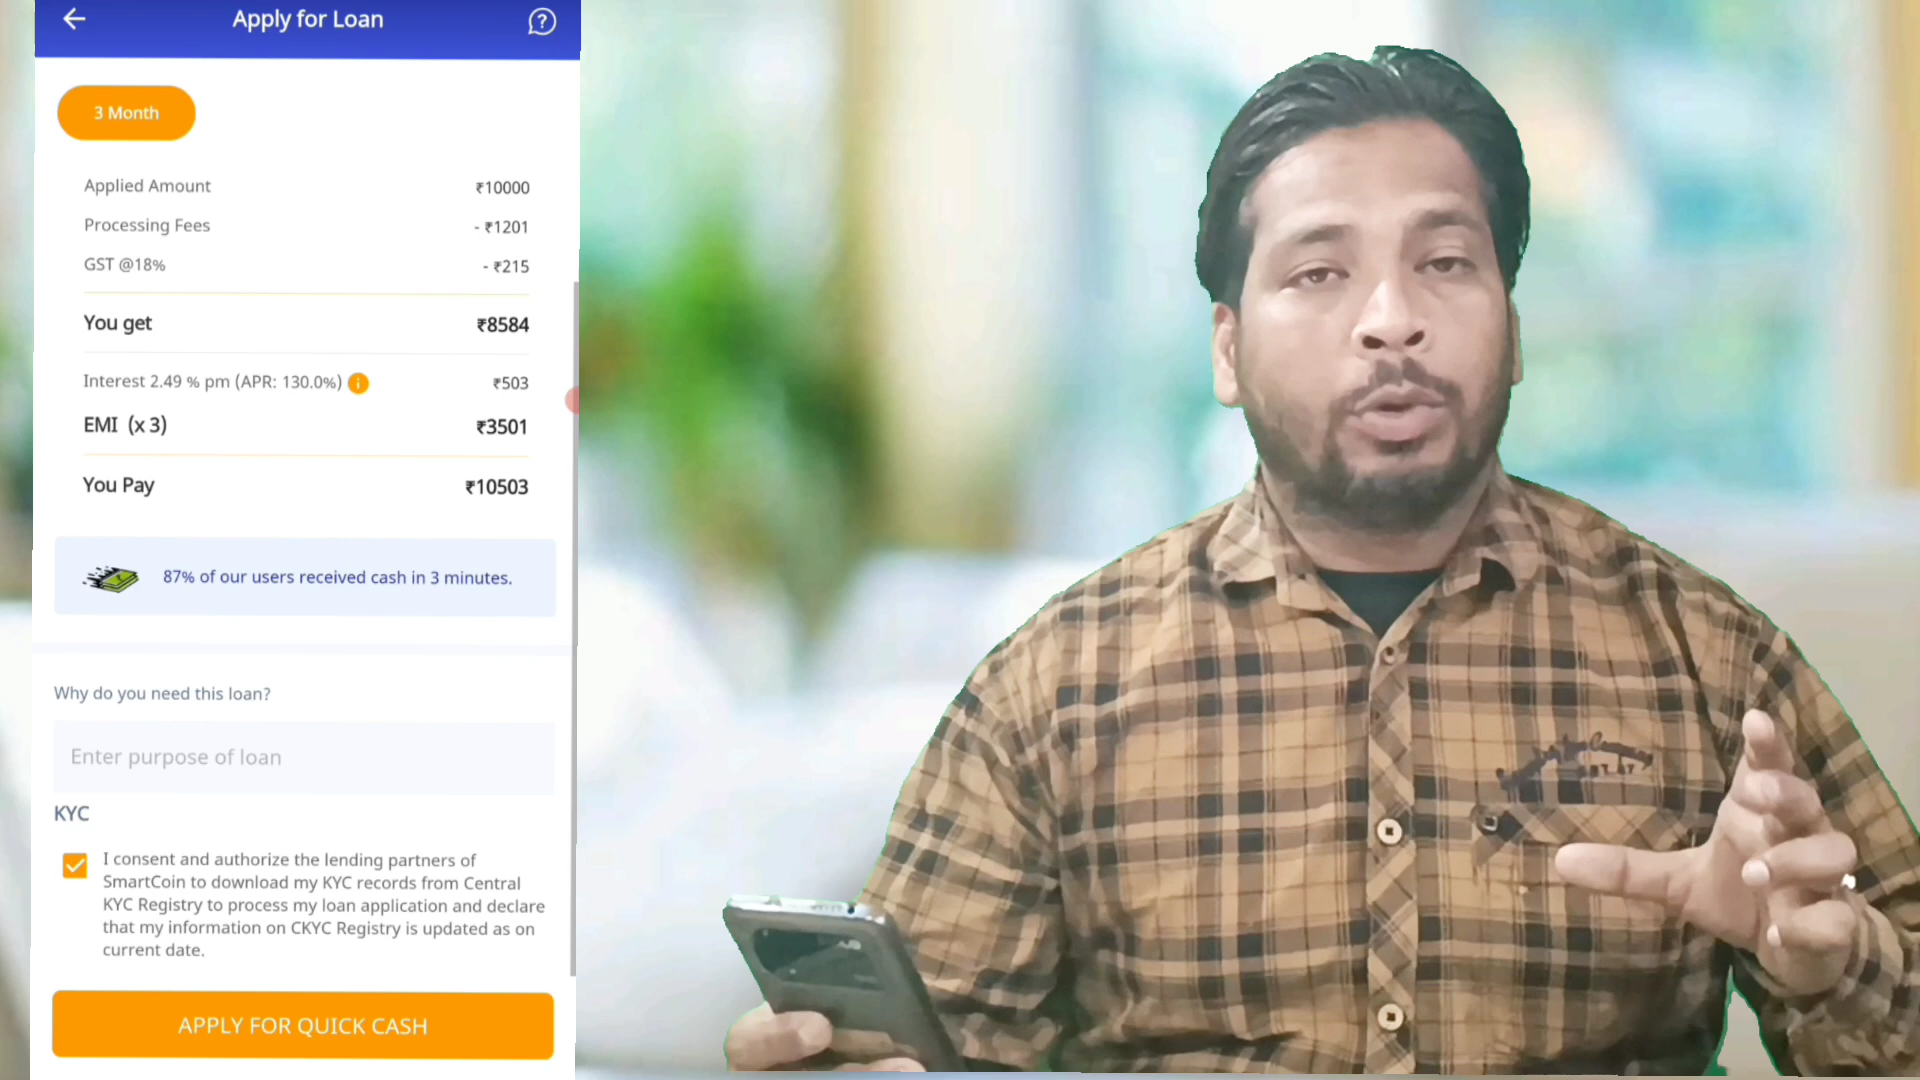 Apply for Loan
3 Month
Applied Amount ₹10000
Processing Fees - ₹1201
GST @18% - ₹215
You get ₹8584
Interest 2.49 % pm (APR: 130.0%) ₹503
EMI (x 3) ₹3501
You Pay ₹10503
87% of our users received cash in 3 minutes.
Why do you need this loan?
Enter purpose of loan
KYC
I consent and authorize the lending partners of
SmartCoin to download my KYC records from Central
KYC Registry to process my loan application and declare
that my information on CKYC Registry is updated as on
current date.
APPLY FOR QUICK CASH